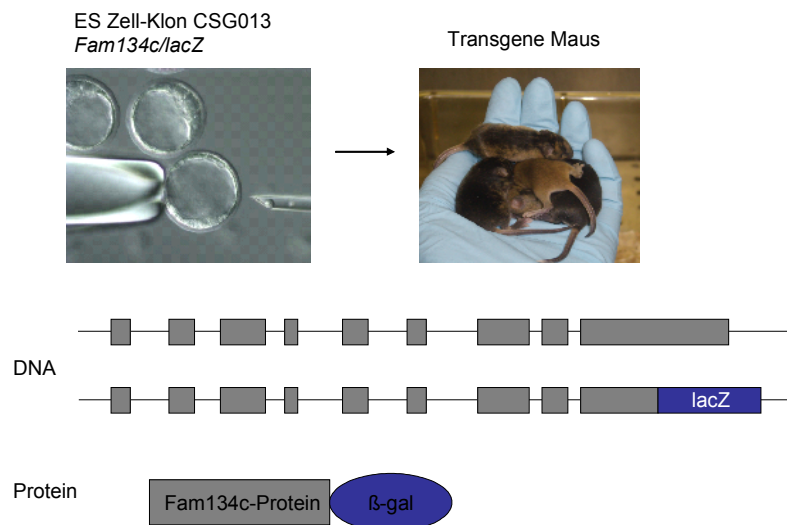 ES Zell-Klon CSG013
Fam134c/lacZ
Transgene Maus
DNA
lacZ
Protein
Fam134c-Protein
ß-gal